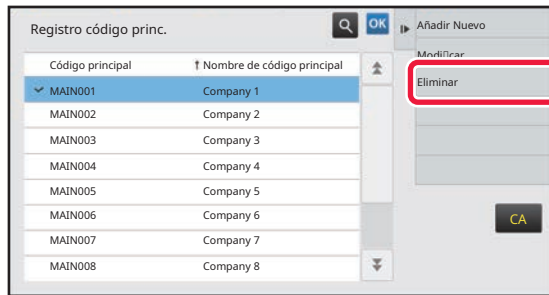 Registro código princ.
OK
Añadir Nuevo
Código principal Nombre de código principal
Eliminar
MAIN001 Company 1
MAIN002 Company 2
MAIN003 Company 3
MAIN004 Company 4
MAIN005 Company 5
MAIN006 Company 6
MAIN007 Company 7
MAIN008 Company 8
CA